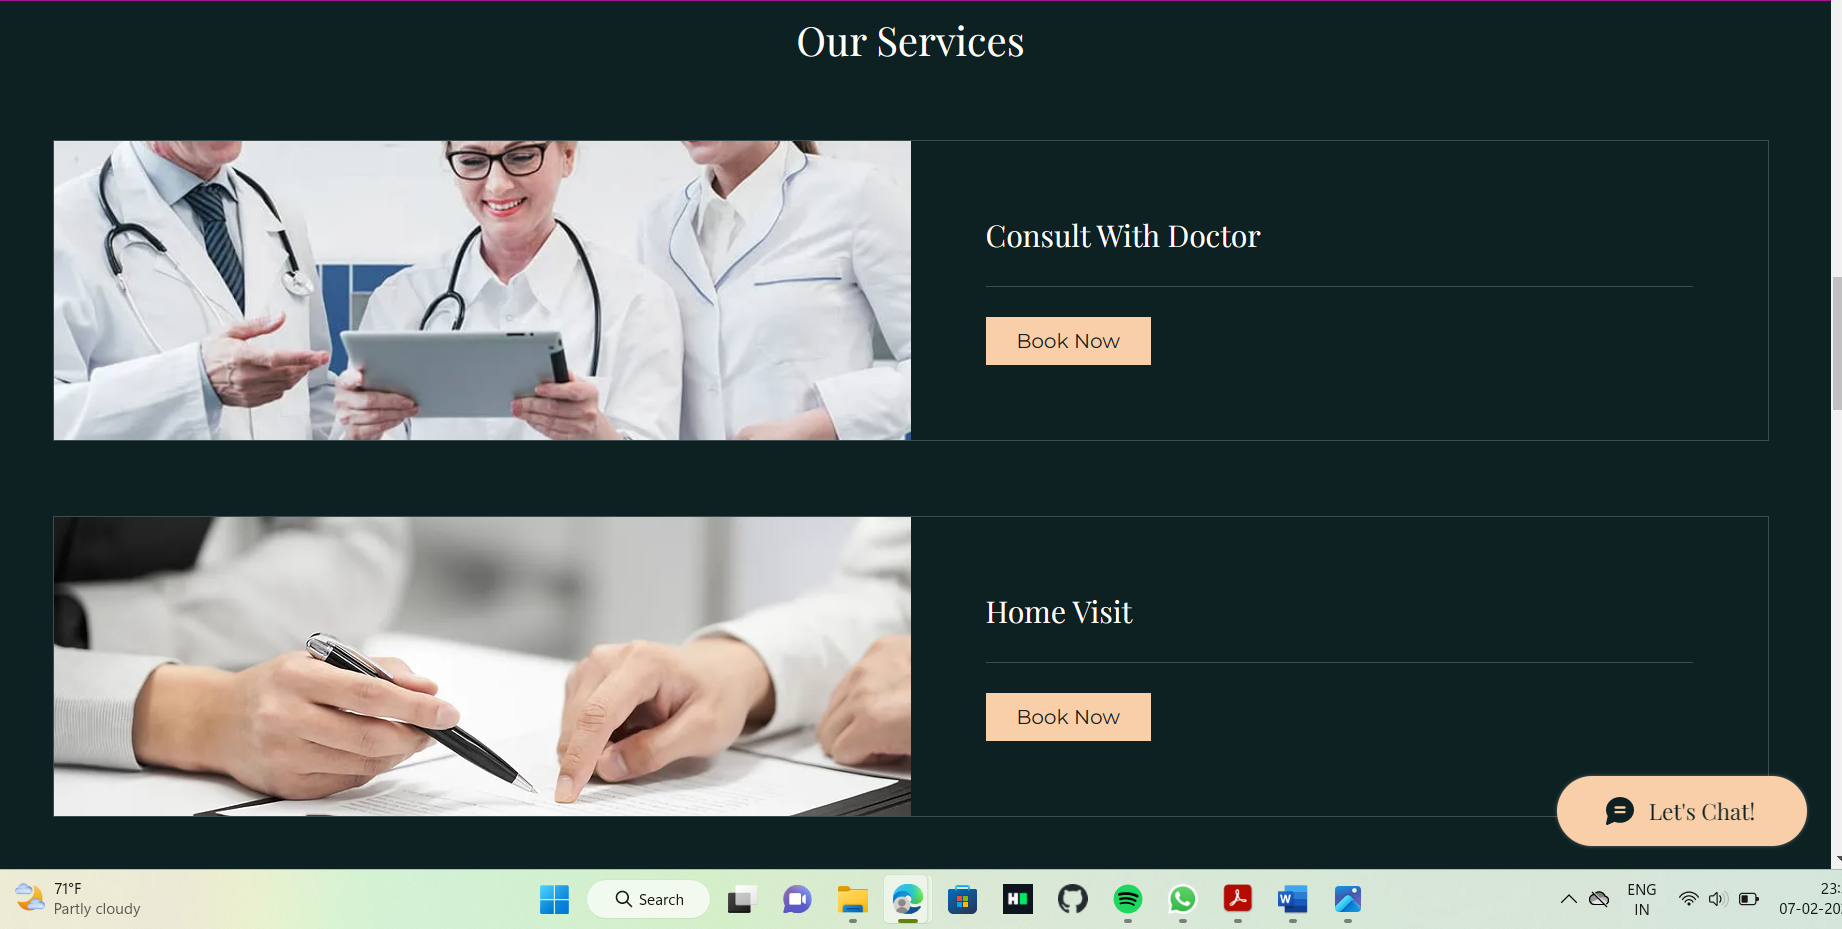 Our Services
Consult With Doctor
Book Now
Home Visit
Book Now
Let's Chat!
71°F
Partly cloudy
Search
ENG
IN
23:
07-02-20